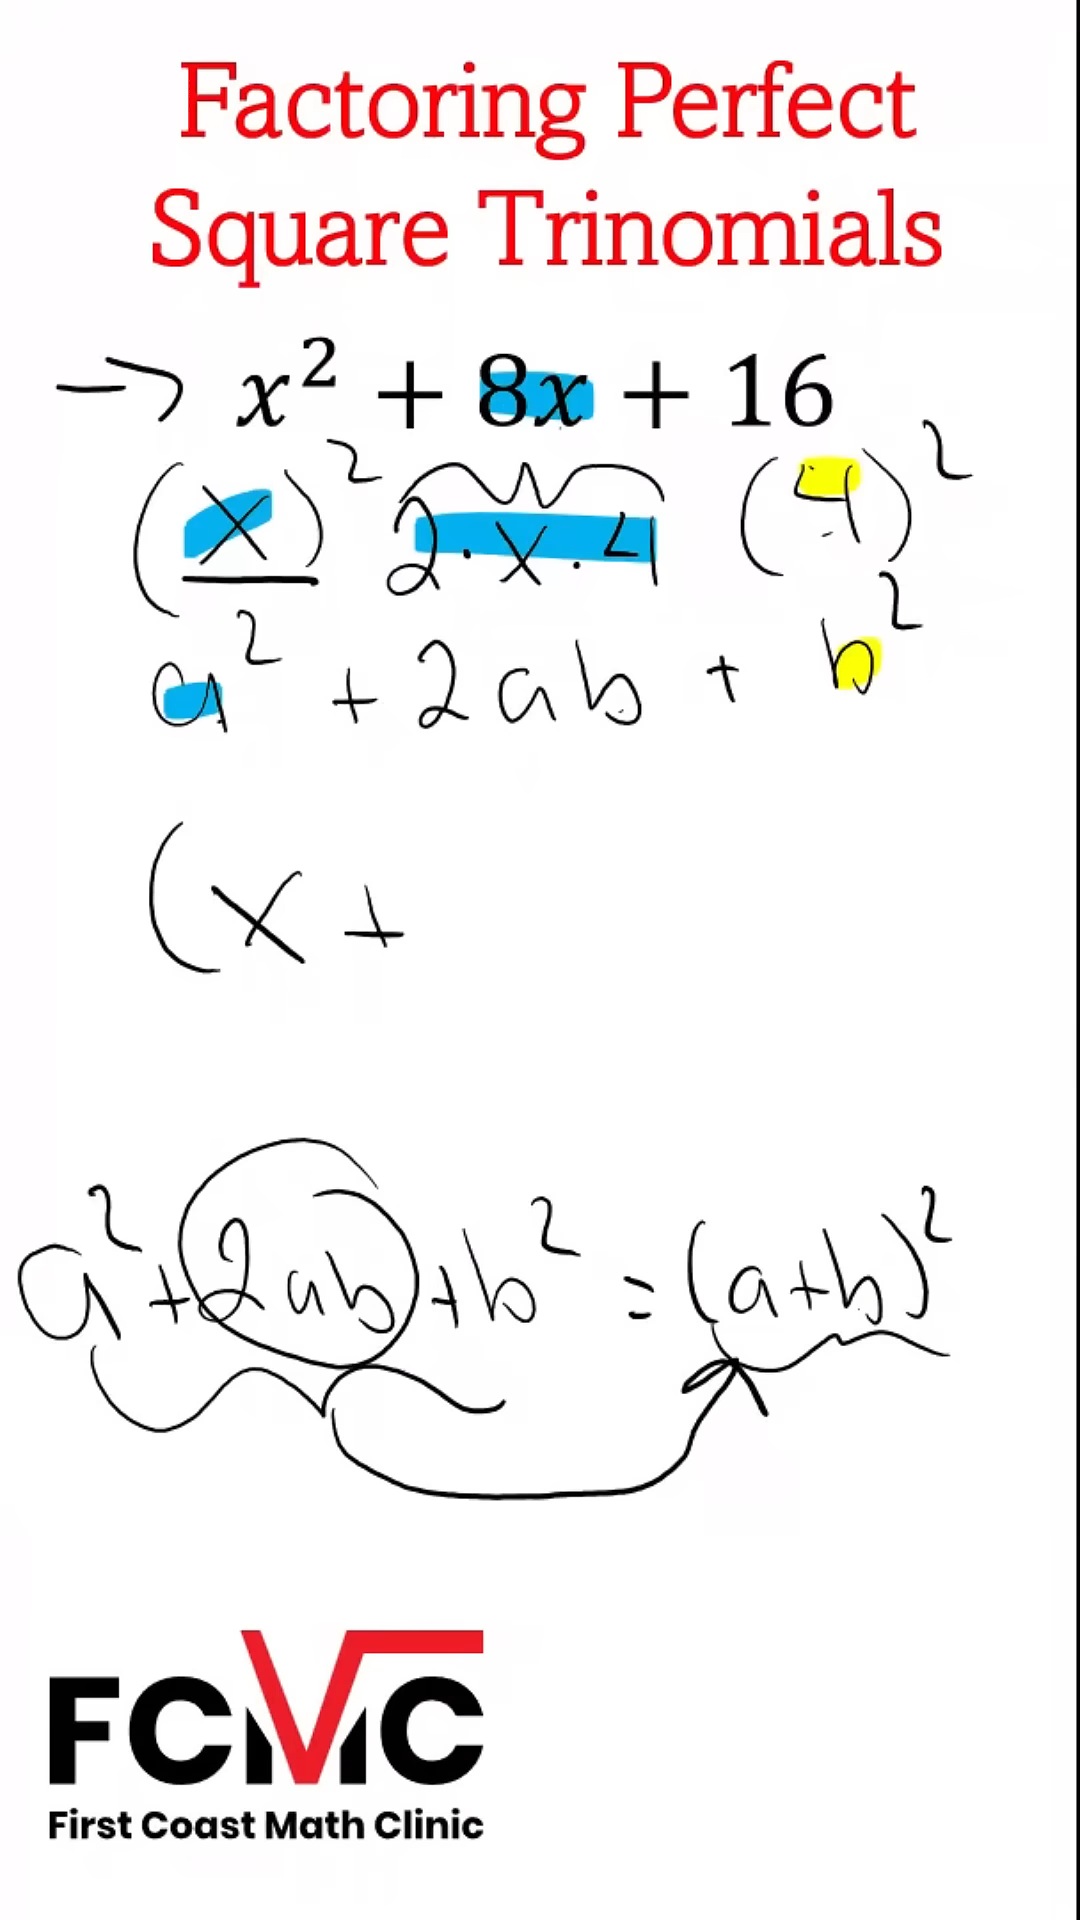 Factoring Perfect
Square Trinomials
-> x² + 8x + 16
(x)² 2·x·4 (4)²
a² + 2ab + b²
(x +
a² + 2ab + b² = (a+b)²
FCMC
First Coast Math Clinic